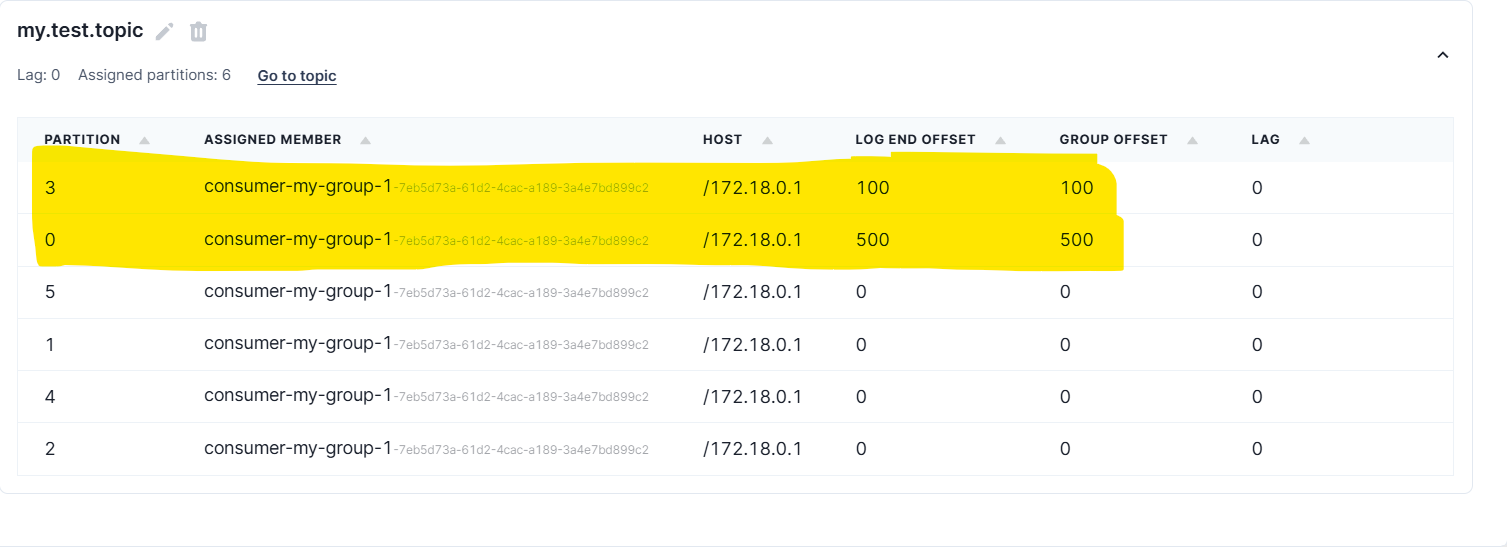 my.test.topic
Lag: 0 Assigned partitions: 6 Go to topic
PARTITION ASSIGNED MEMBER HOST LOG END OFFSET GROUP OFFSET LAG
3 consumer-my-group-1-7eb5d73a-61d2-4cac-a189-3a4e7bd899c2 /172.18.0.1 100 100 0
0 consumer-my-group-1-7eb5d73a-61d2-4cac-a189-3a4e7bd899c2 /172.18.0.1 500 500 0
5 consumer-my-group-1-7eb5d73a-61d2-4cac-a189-3a4e7bd899c2 /172.18.0.1 0 0 0
1 consumer-my-group-1-7eb5d73a-61d2-4cac-a189-3a4e7bd899c2 /172.18.0.1 0 0 0
4 consumer-my-group-1-7eb5d73a-61d2-4cac-a189-3a4e7bd899c2 /172.18.0.1 0 0 0
2 consumer-my-group-1-7eb5d73a-61d2-4cac-a189-3a4e7bd899c2 /172.18.0.1 0 0 0